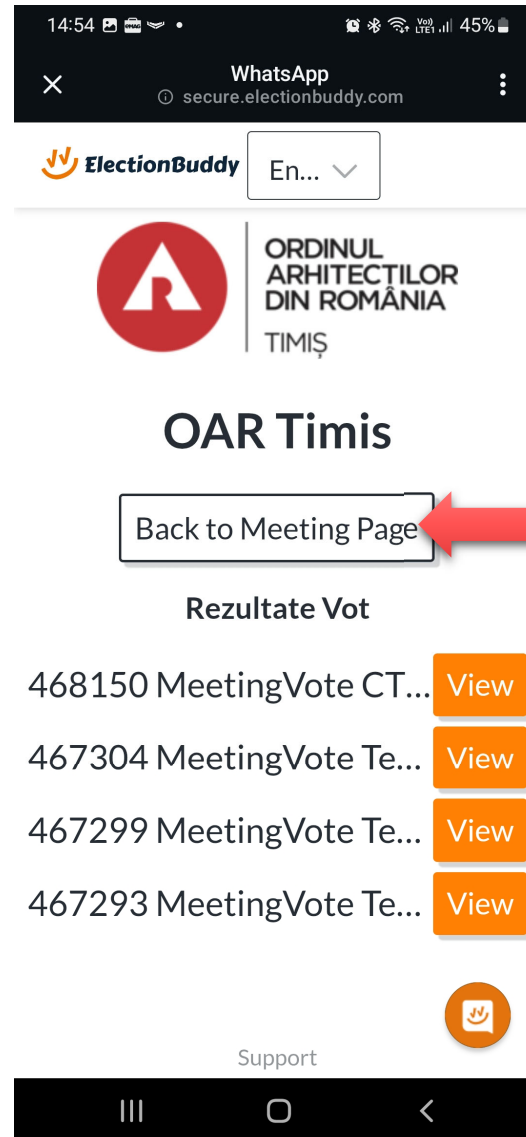 14:54
45%
WhatsApp
secure.electionbuddy.com
ElectionBuddy
En...
ORDINUL
ARHITECȚILOR
DIN ROMÂNIA
TIMIȘ
OAR Timis
Back to Meeting Page
Rezultate Vot
468150 MeetingVote CT... View
467304 MeetingVote Te... View
467299 MeetingVote Te... View
467293 MeetingVote Te... View
Support